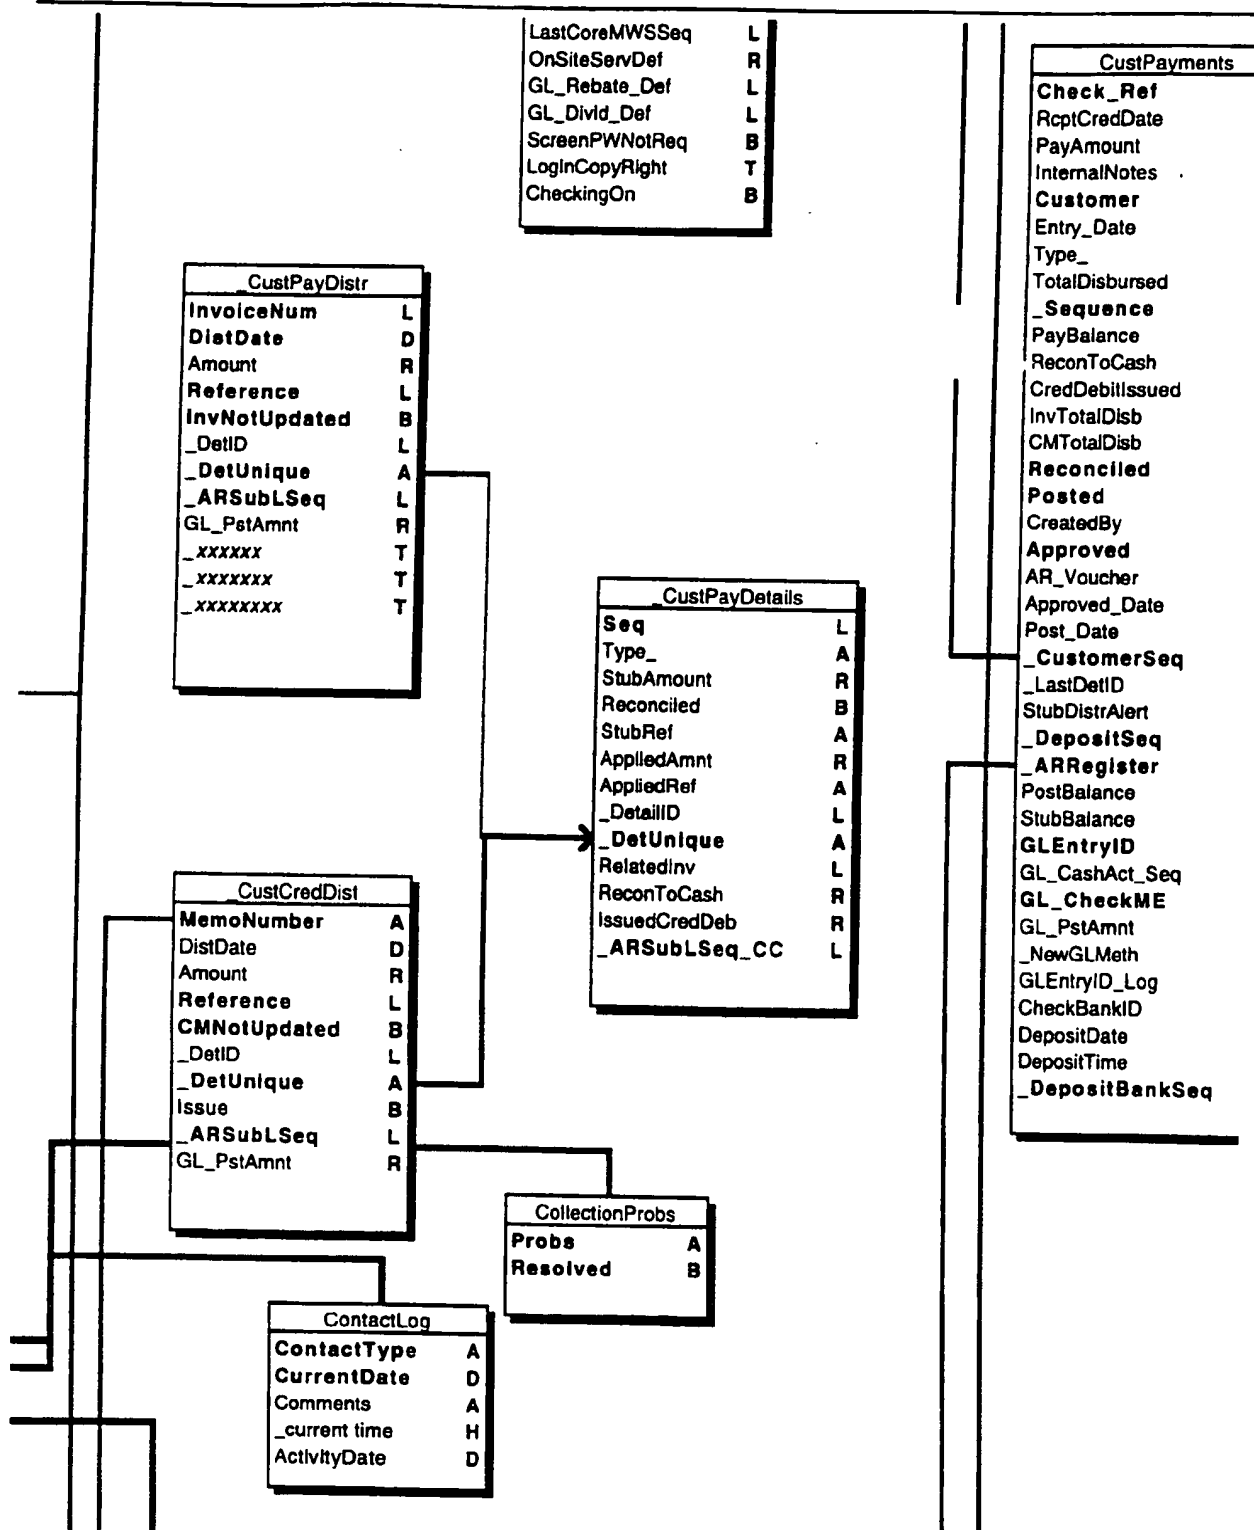 LastCoreMWSSeq L
OnSiteServDef R
GL_Rebate_Def L
GL_Divid_Def L
ScreenPWNotReq B
LogInCopyRight T
CheckingOn B
CustPayments
Check_Ref
RcptCredDate
PayAmount
InternalNotes
Customer
Entry_Date
Type_
TotalDisbursed
_Sequence
PayBalance
ReconToCash
CredDebitIssued
InvTotalDisb
CMTotalDisb
Reconciled
Posted
CreatedBy
Approved
AR_Voucher
Approved_Date
Post_Date
_CustomerSeq
_LastDetID
StubDistrAlert
_DepositSeq
_ARRegister
PostBalance
StubBalance
GLEntryID
GL_CashAct_Seq
GL_CheckME
GL_PstAmnt
_NewGLMeth
GLEntryID_Log
CheckBankID
DepositDate
DepositTime
_DepositBankSeq
_CustPayDistr
InvoiceNum L
DistDate D
Amount R
Reference L
InvNotUpdated B
_DetID L
_DetUnique A
_ARSubLSeq L
GL_PstAmnt R
_xxxxxx T
_xxxxxxx T
_xxxxxxxx T
_CustPayDetails
Seq L
Type_ A
StubAmount R
Reconciled B
StubRef A
AppliedAmnt R
AppliedRef A
_DetailID L
_DetUnique A
RelatedInv L
ReconToCash R
IssuedCredDeb R
_ARSubLSeq_CC L
_CustCredDist
MemoNumber A
DistDate D
Amount R
Reference L
CMNotUpdated B
_DetID L
_DetUnique A
Issue B
_ARSubLSeq L
GL_PstAmnt R
CollectionProbs
Probs A
Resolved B
ContactLog
ContactType A
CurrentDate D
Comments A
_current time H
ActivityDate D